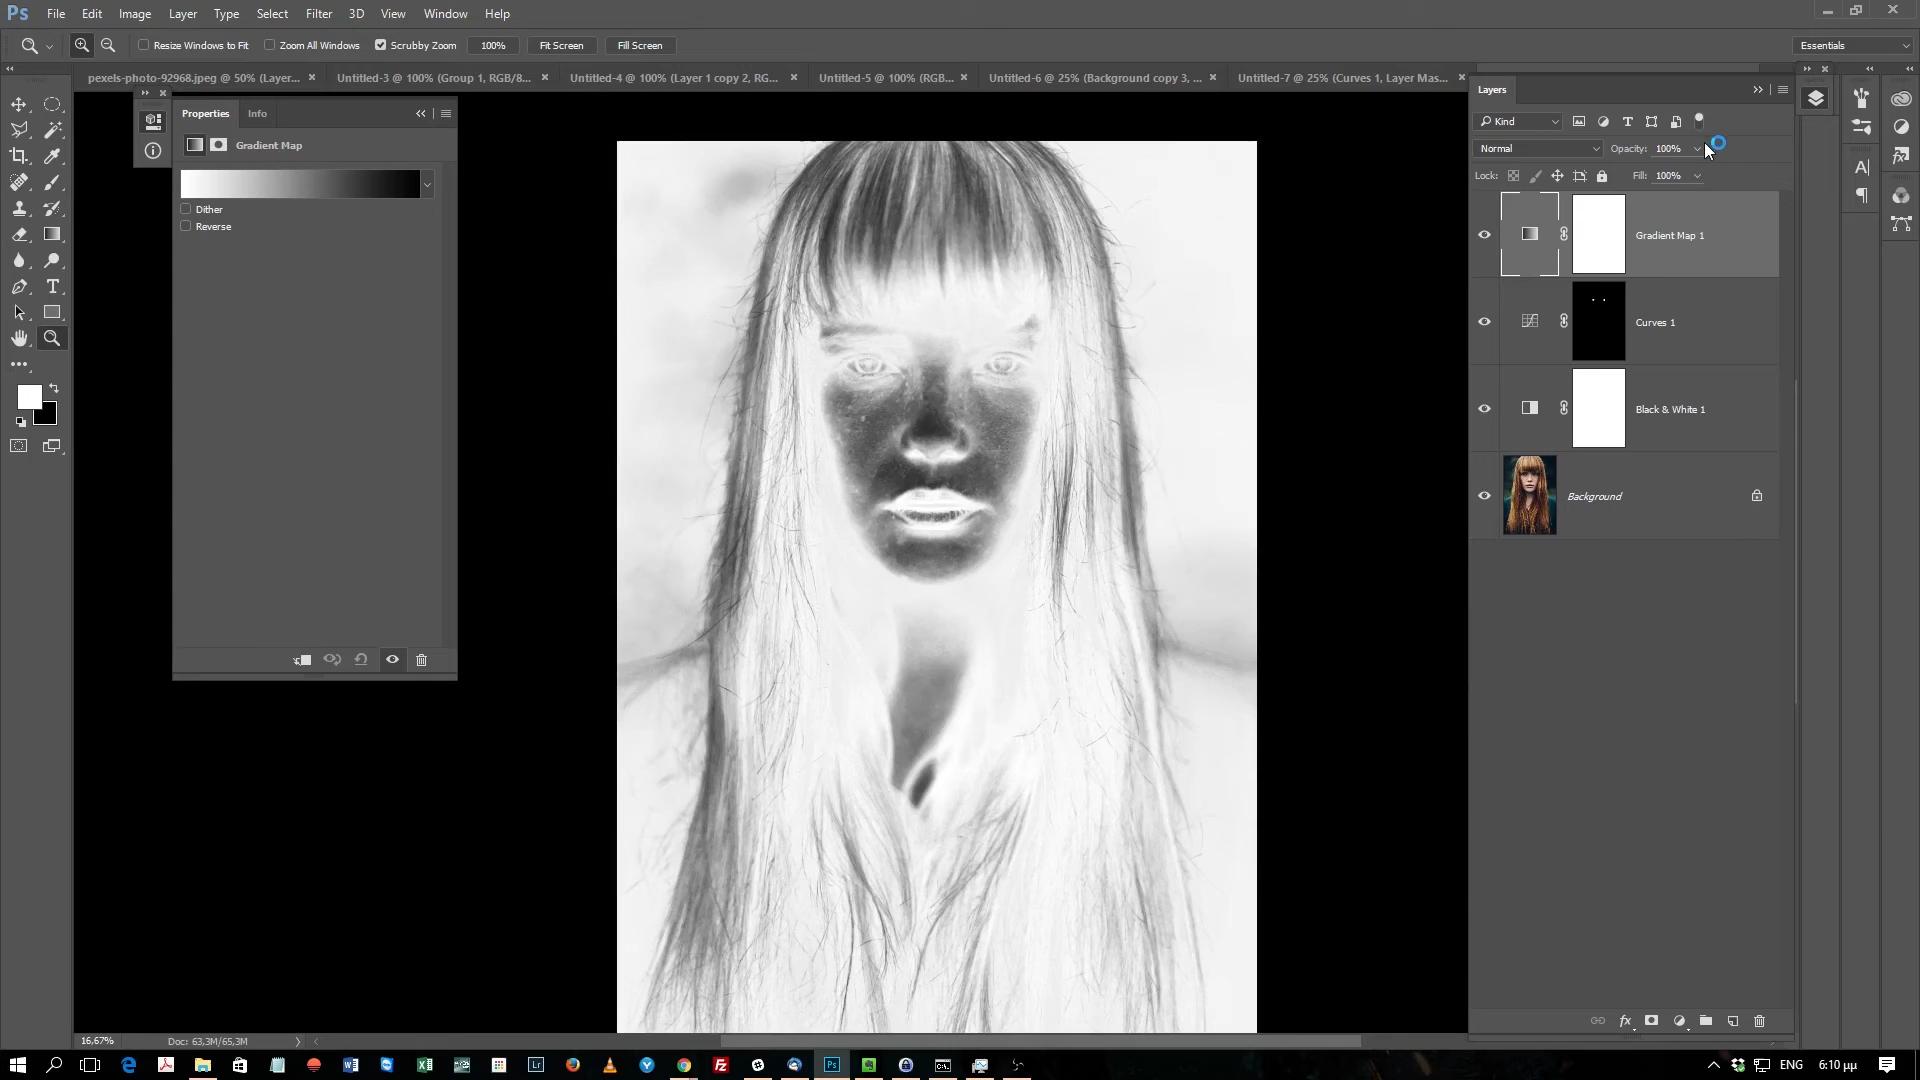 Ps File Edit Image Layer Type Select Filter 3D View Window Help
Resize Windows to Fit Zoom All Windows Scrubby Zoom 100% Fit Screen Fill Screen Essentials
pexels-photo-92968.jpeg @ 50% (Layer... Untitled-3 @ 100% (Group 1, RGB/8... Untitled-4 @ 100% (Layer 1 copy 2, RG... Untitled-5 @ 100% (RGB... Untitled-6 @ 25% (Background copy 3, ... Untitled-7 @ 25% (Curves 1, Layer Mas...
Properties Info
Gradient Map
Dither
Reverse
Layers
Kind
Normal Opacity: 100%
Lock: Fill: 100%
Gradient Map 1
Curves 1
Black & White 1
Background
16,67% Doc: 63,3M/65,3M
ENG 6:10 μμ